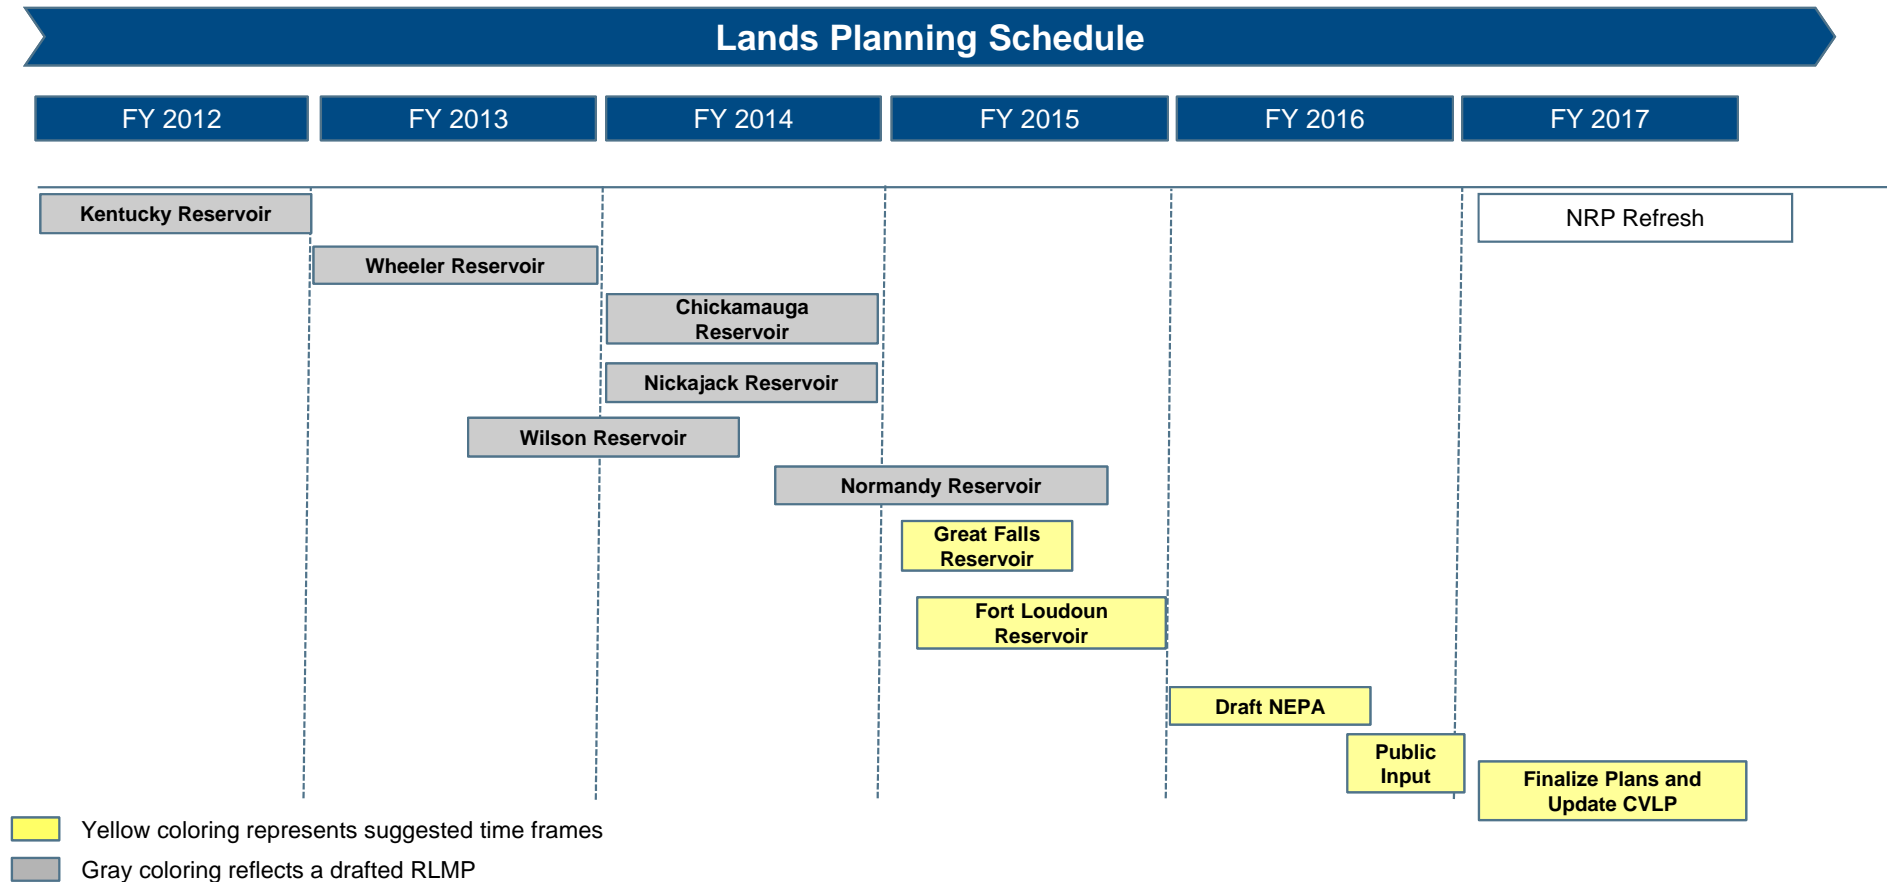 Lands Planning Schedule
FY 2012
FY 2013
FY 2014
FY 2015
FY 2016
FY 2017
Kentucky Reservoir
NRP Refresh
Wheeler Reservoir
Chickamauga
Reservoir
Nickajack Reservoir
Wilson Reservoir
Normandy Reservoir
Great Falls
Reservoir
Fort Loudoun
Reservoir
Draft NEPA
Public
Input
Finalize Plans and
Update CVLP
Yellow coloring represents suggested time frames
Gray coloring reflects a drafted RLMP